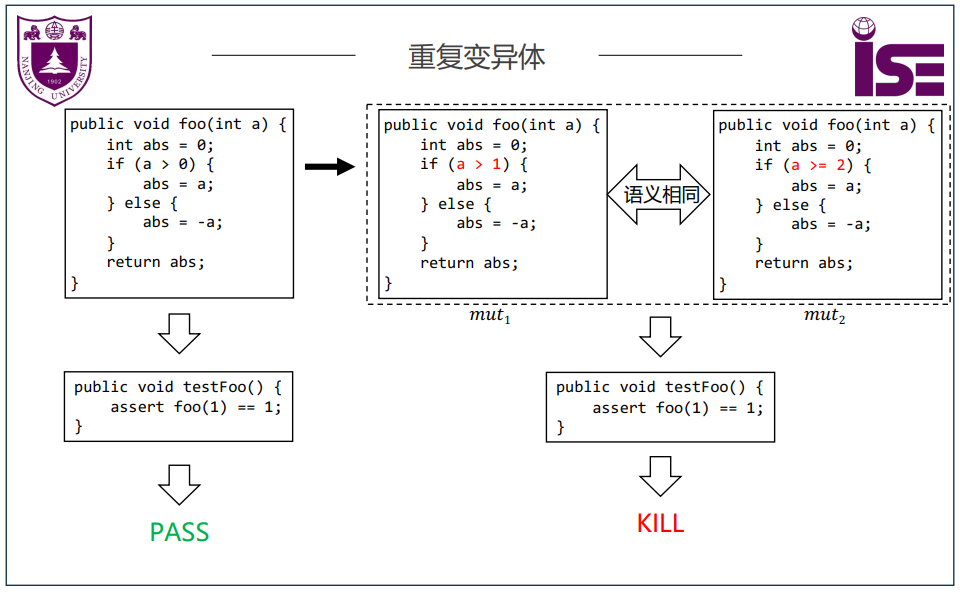 NANJING UNIVERSITY
1902
重复变异体
iSE
public void foo(int a) {
    int abs = 0;
    if (a > 0) {
        abs = a;
    } else {
        abs = -a;
    }
    return abs;
}
public void foo(int a) {
    int abs = 0;
    if (a > 1) {
        abs = a;
    } else {
        abs = -a;
    }
    return abs;
}
mut1
语义相同
public void foo(int a) {
    int abs = 0;
    if (a >= 2) {
        abs = a;
    } else {
        abs = -a;
    }
    return abs;
}
mut2
public void testFoo() {
    assert foo(1) == 1;
}
PASS
public void testFoo() {
    assert foo(1) == 1;
}
KILL